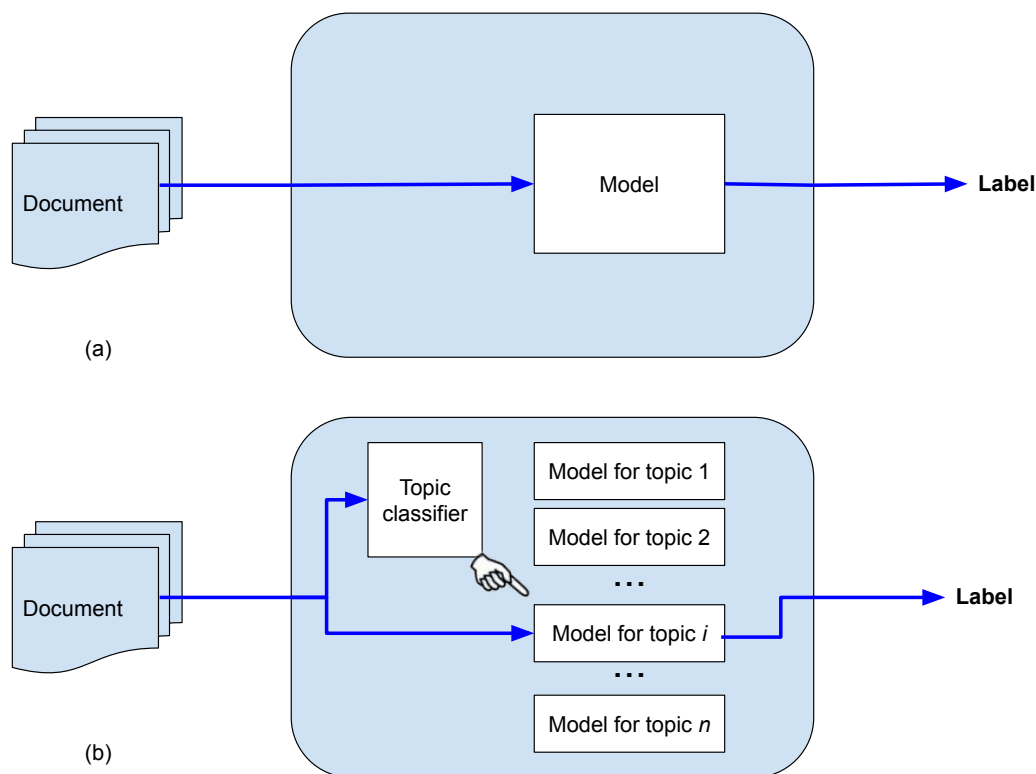 Document
Model
Label
(a)
Topic
classifier
Model for topic 1
Model for topic 2
...
Document
Model for topic i
Label
...
Model for topic n
(b)